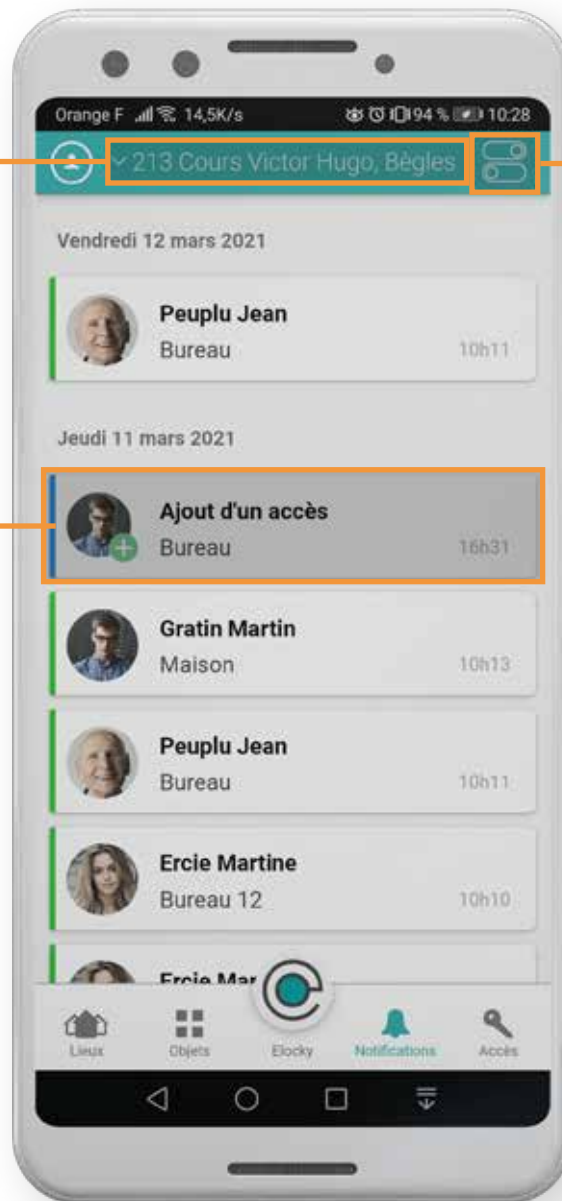 Orange F 14,5K/s 94 % 10:28
213 Cours Victor Hugo, Bègles
Vendredi 12 mars 2021
Peuplu Jean
Bureau 10h11
Jeudi 11 mars 2021
Ajout d'un accès
Bureau 16h31
Gratin Martin
Maison 10h13
Peuplu Jean
Bureau 10h11
Ercie Martine
Bureau 12 10h10
Ercie Mar
Lieux Objets Elocky Notifications Accès